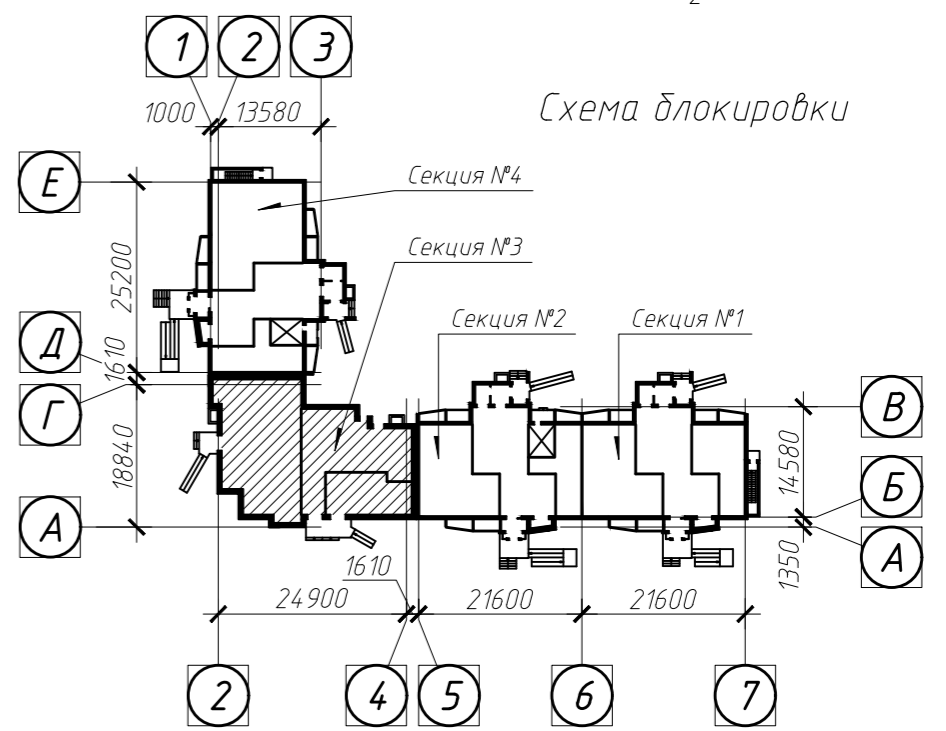 2
1 2 3
1000 13580
Схема блокировки
Е
Секция №4
Секция №3
25200
Секция №2
Секция №1
Д
1610
Г
В
18840
14580
Б
А
А
1610
1350
24900
21600
21600
2 4 5 6 7